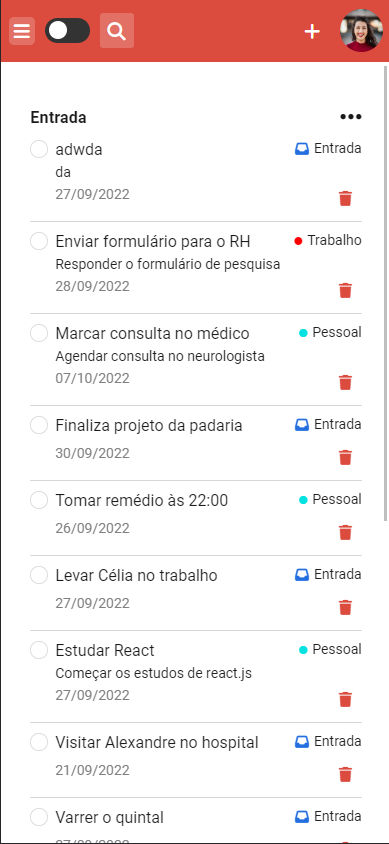 Entrada
adwda
Entrada
da
27/09/2022
Enviar formulário para o RH
Trabalho
Responder o formulário de pesquisa
28/09/2022
Marcar consulta no médico
Pessoal
Agendar consulta no neurologista
07/10/2022
Finaliza projeto da padaria
Entrada
30/09/2022
Tomar remédio às 22:00
Pessoal
26/09/2022
Levar Célia no trabalho
Entrada
27/09/2022
Estudar React
Pessoal
Começar os estudos de react.js
27/09/2022
Visitar Alexandre no hospital
Entrada
21/09/2022
Varrer o quintal
Entrada